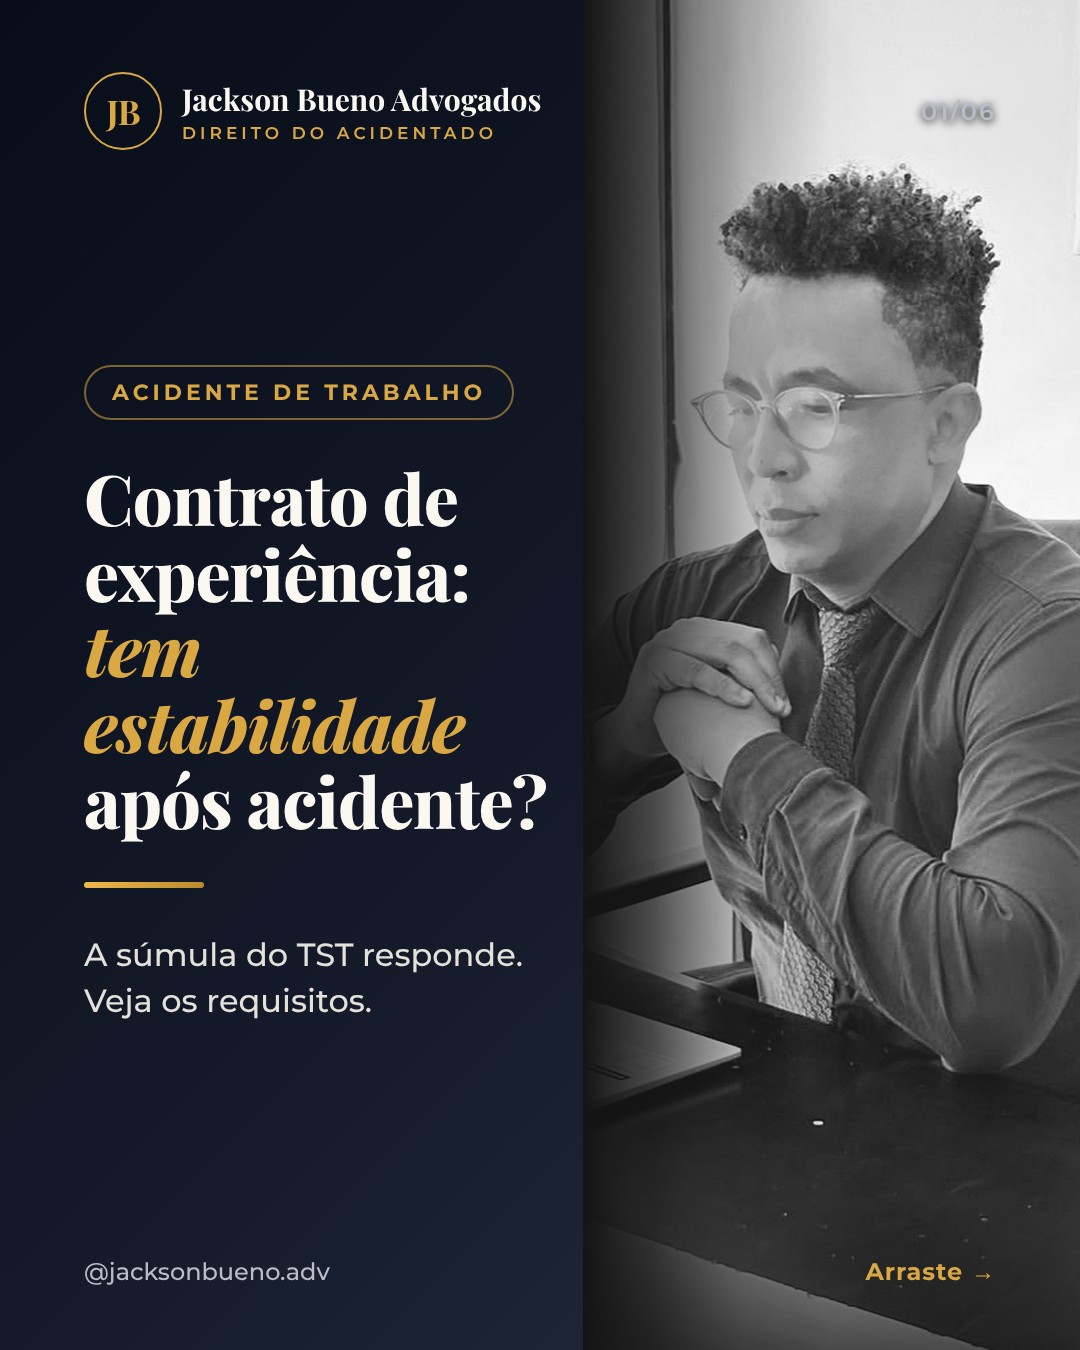 JB
Jackson Bueno Advogados
DIREITO DO ACIDENTADO
01/06
ACIDENTE DE TRABALHO
Contrato de
experiência:
tem
estabilidade
após acidente?
A súmula do TST responde.
Veja os requisitos.
@jacksonbueno.adv
Arraste →